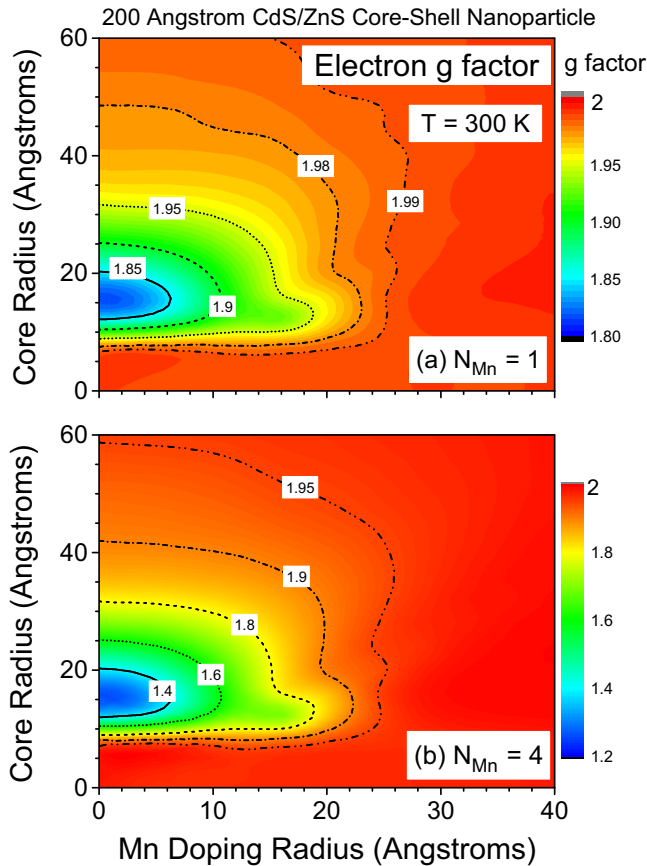 200 Angstrom CdS/ZnS Core-Shell Nanoparticle
60
40
20
0
Core Radius (Angstroms)
Electron g factor
T = 300 K
1.98
1.99
1.95
1.85
1.9
(a) N_Mn = 1
g factor
2
1.95
1.90
1.85
1.80
60
40
20
0
Core Radius (Angstroms)
1.95
1.9
1.8
1.6
1.4
(b) N_Mn = 4
2
1.8
1.6
1.4
1.2
0 10 20 30 40
Mn Doping Radius (Angstroms)